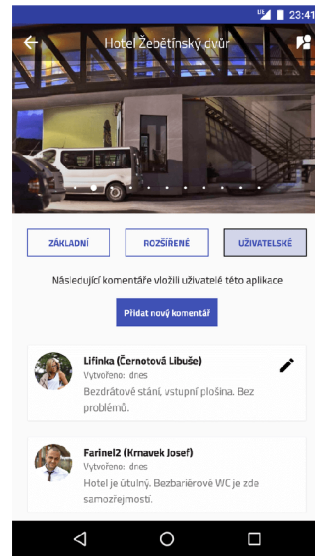 23:41
Hotel Žebětínský dvůr
ZÁKLADNÍ ROZŠÍŘENÉ UŽIVATELSKÉ
Následující komentáře vložili uživatelé této aplikace
Přidat nový komentář
Lifinka (Černotová Libuše)
Vytvořeno: dnes
Bezdrátové stání, vstupní plošina. Bez
problémů.
Farinel2 (Krnavek Josef)
Vytvořeno: dnes
Hotel je útulný. Bezbariérové WC je zde
samozřejmostí.